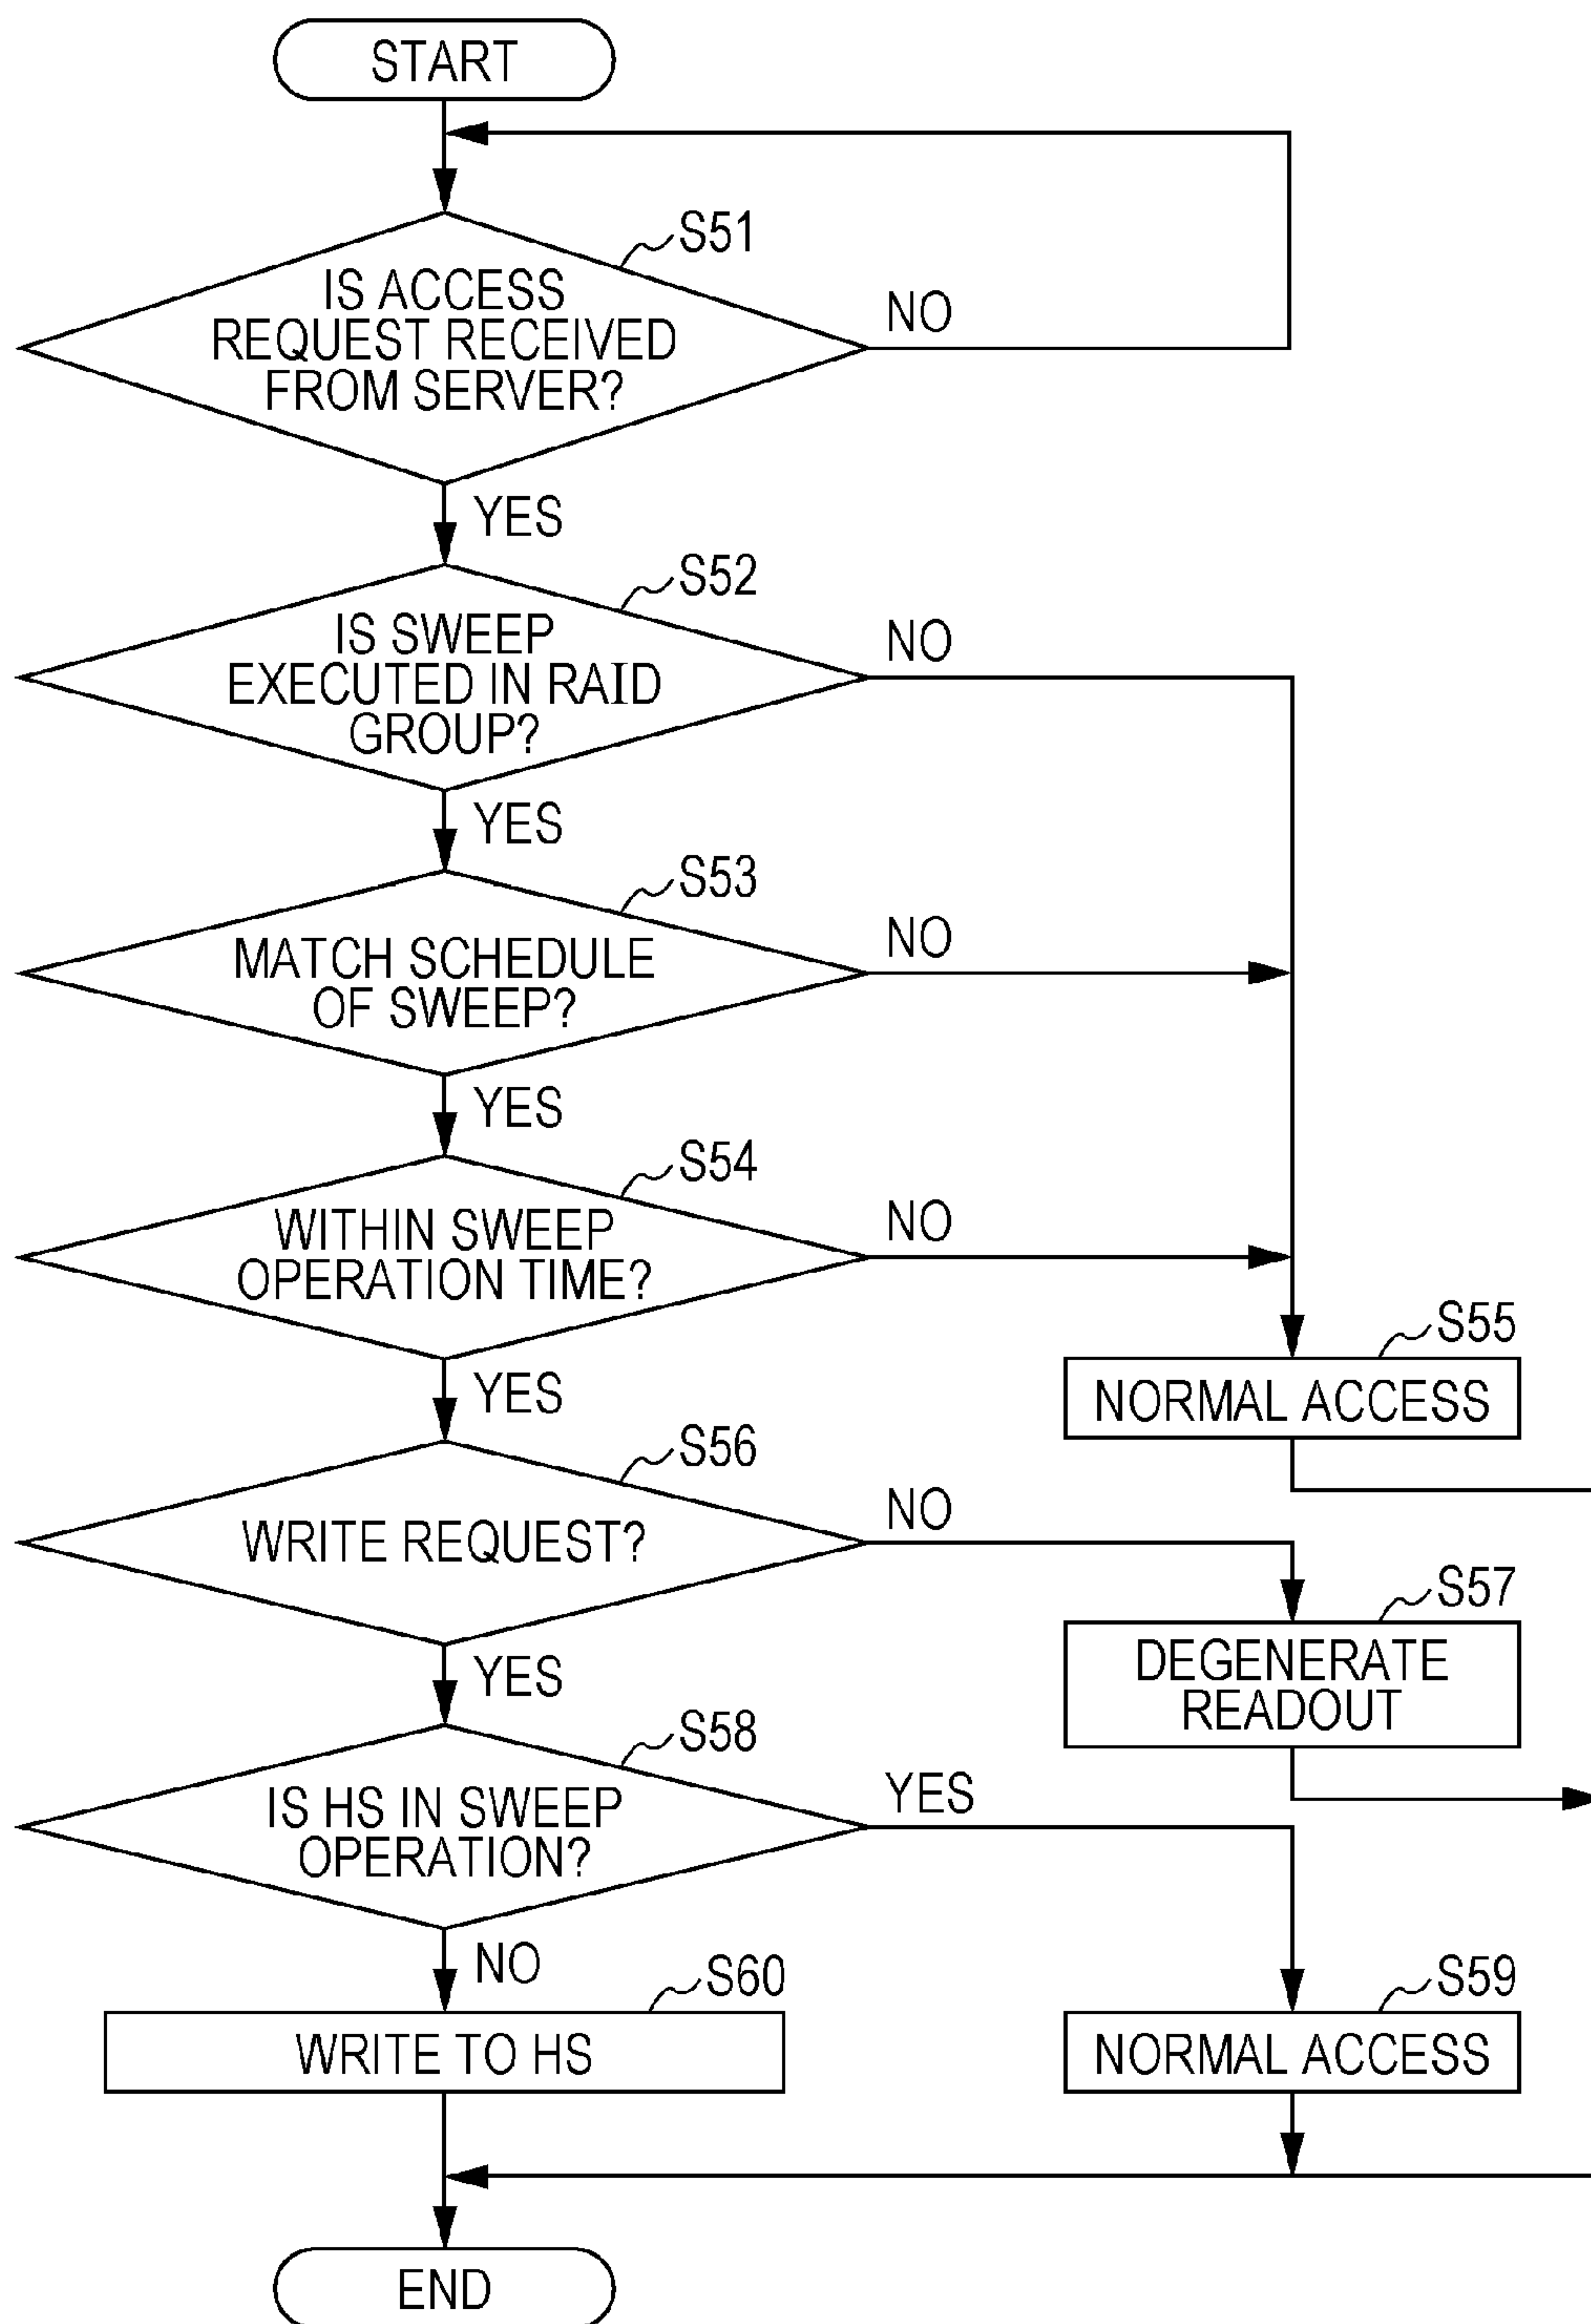 START
S51
IS ACCESS
REQUEST RECEIVED
FROM SERVER?
NO
YES
S52
IS SWEEP
EXECUTED IN RAID
GROUP?
NO
YES
S53
MATCH SCHEDULE
OF SWEEP?
NO
YES
S54
WITHIN SWEEP
OPERATION TIME?
NO
YES
S55
NORMAL ACCESS
S56
WRITE REQUEST?
NO
YES
S57
DEGENERATE
READOUT
S58
IS HS IN SWEEP
OPERATION?
YES
NO
S60
WRITE TO HS
S59
NORMAL ACCESS
END